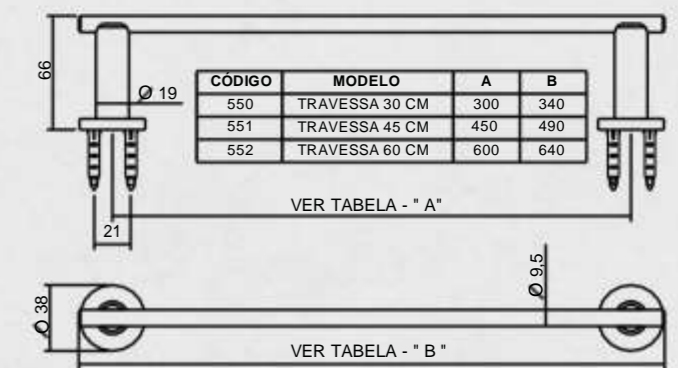 66
Ø 19
CÓDIGO MODELO A B
550 TRAVESSA 30 CM 300 340
551 TRAVESSA 45 CM 450 490
552 TRAVESSA 60 CM 600 640
VER TABELA - " A"
21
Ø 9,5
Ø 38
VER TABELA - " B "